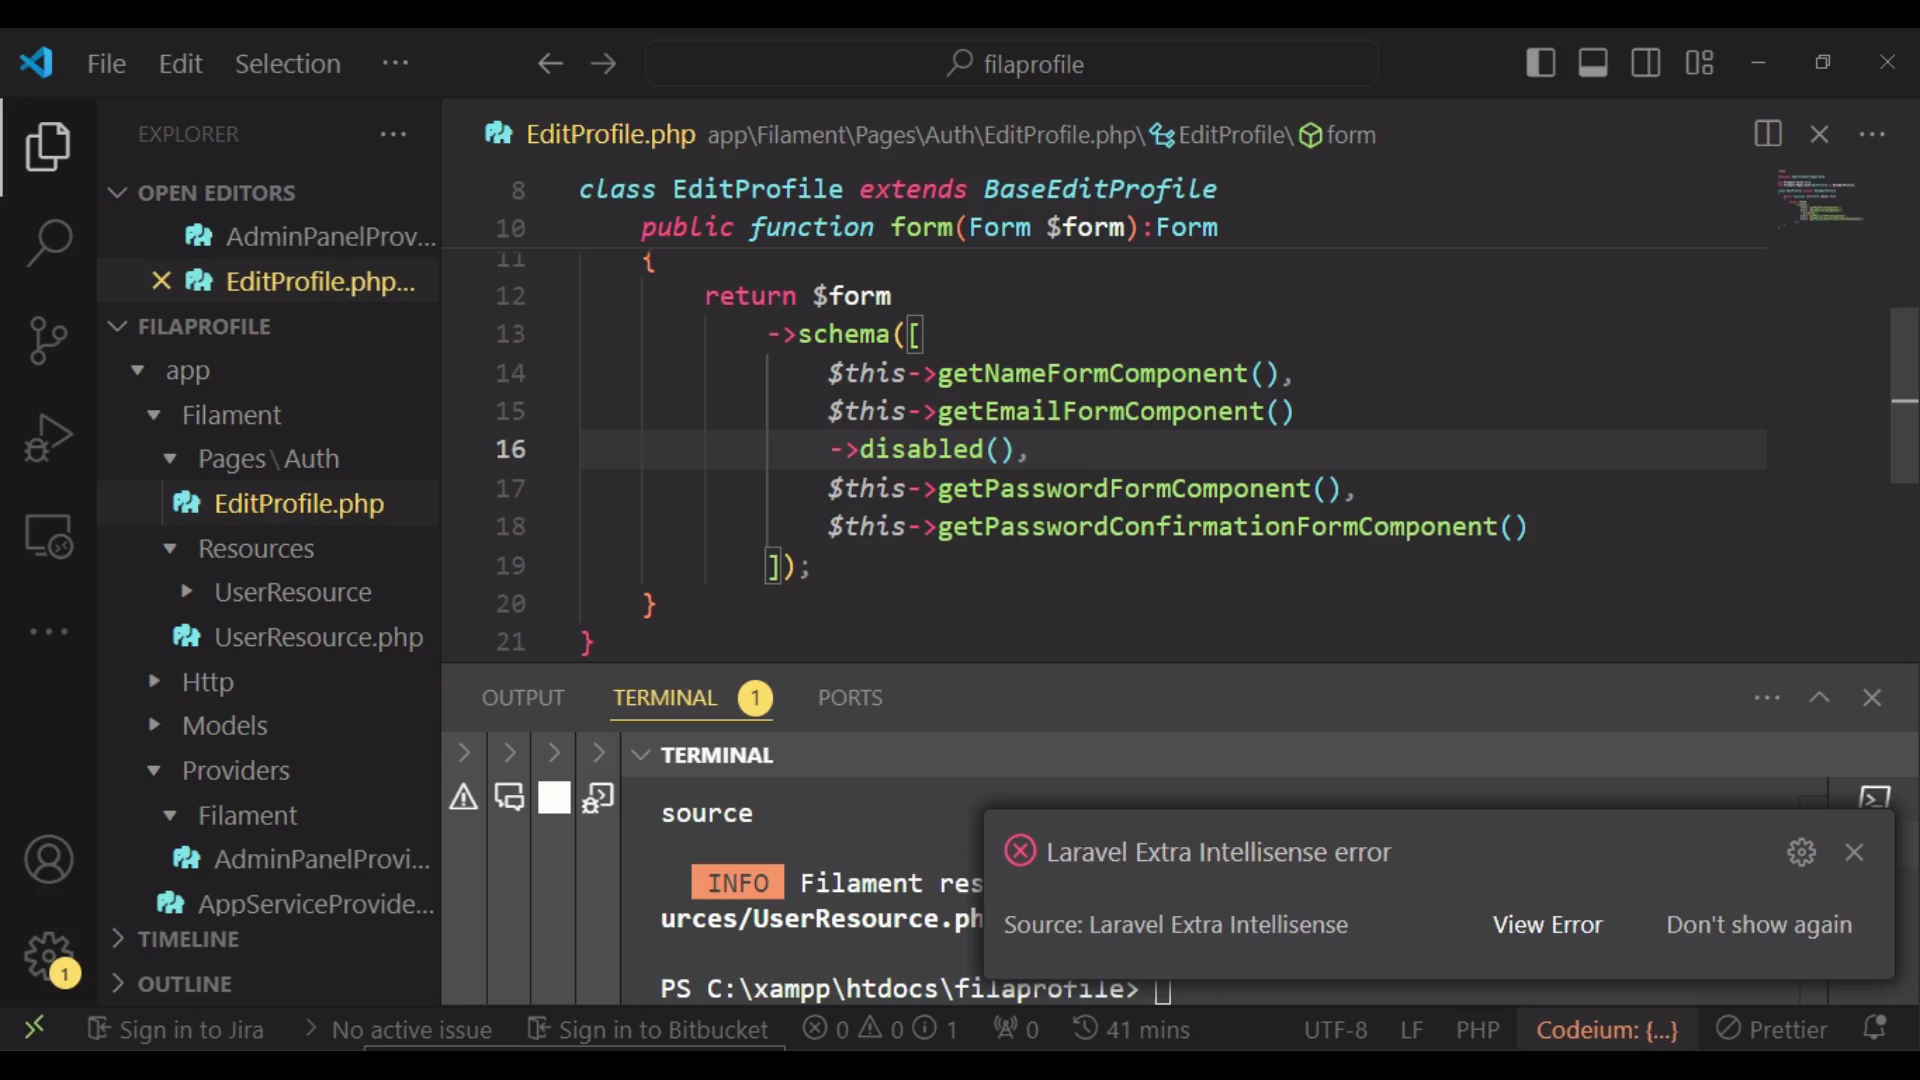 File Edit Selection ···
filaprofile
EXPLORER
OPEN EDITORS
AdminPanelProv...
EditProfile.php...
FILAPROFILE
app
Filament
Pages\Auth
EditProfile.php
Resources
UserResource
UserResource.php
Http
Models
Providers
Filament
AdminPanelProvi...
AppServiceProvide...
TIMELINE
OUTLINE
1
EditProfile.php app\Filament\Pages\Auth\EditProfile.php\EditProfile\form
8 class EditProfile extends BaseEditProfile
10 public function form(Form $form):Form
11 {
12 return $form
13 ->schema([
14 $this->getNameFormComponent(),
15 $this->getEmailFormComponent()
16 ->disabled(),
17 $this->getPasswordFormComponent(),
18 $this->getPasswordConfirmationFormComponent()
19 ]);
20 }
21 }
OUTPUT TERMINAL 1 PORTS
TERMINAL
source
INFO Filament res
urces/UserResource.ph
PS C:\xampp\htdocs\filaprofile>
Laravel Extra Intellisense error
Source: Laravel Extra Intellisense View Error Don't show again
Sign in to Jira No active issue Sign in to Bitbucket 0 0 1 0 41 mins UTF-8 LF PHP Codeium: {...} Prettier